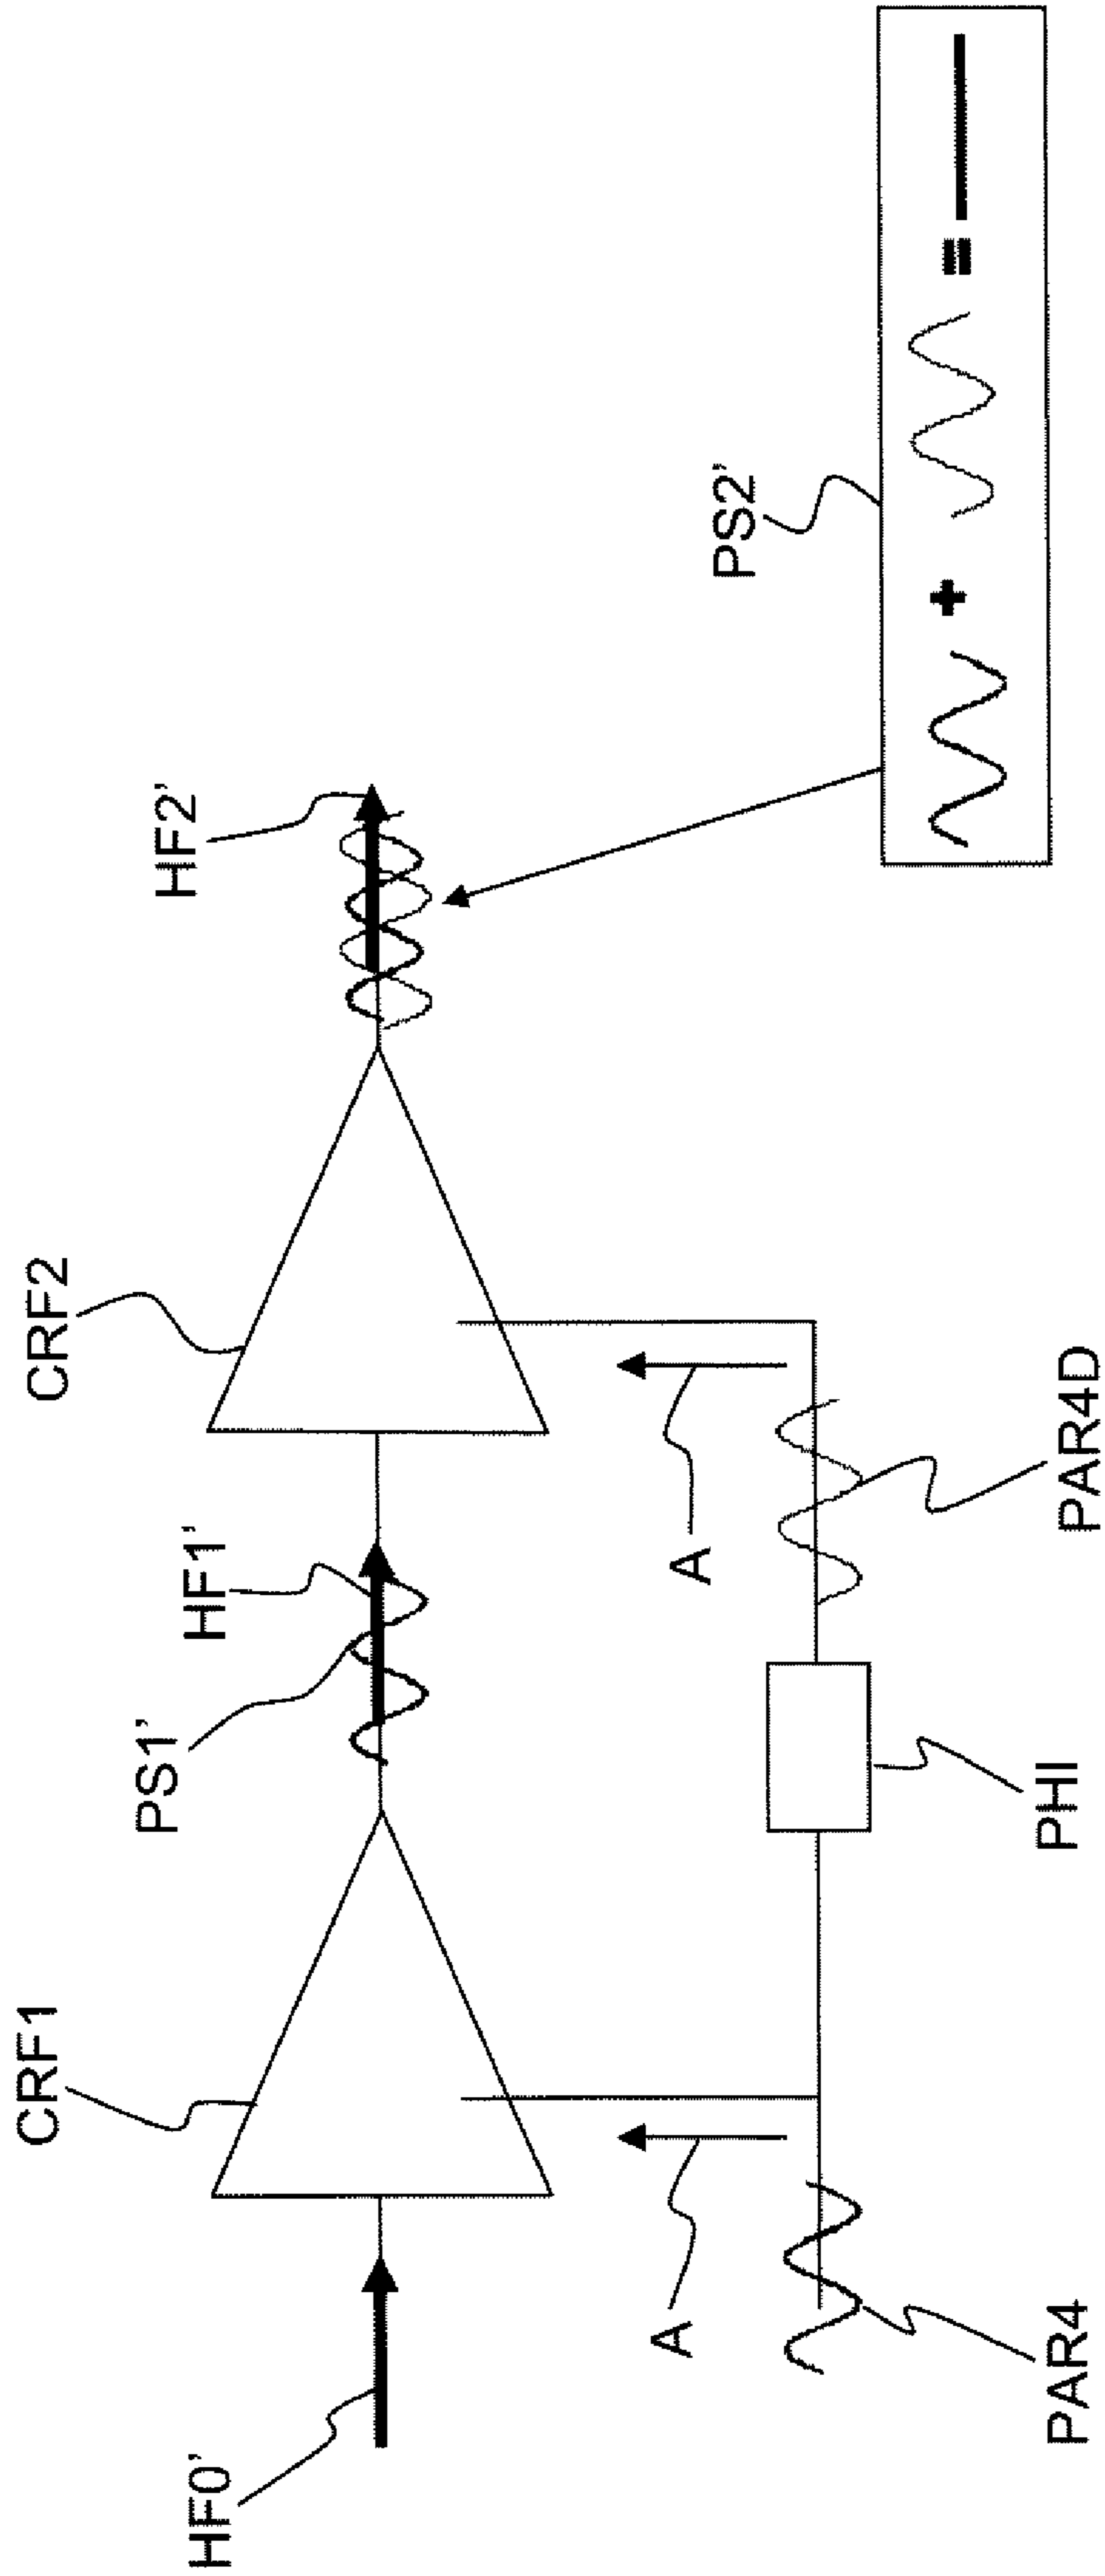 CRF1
CRF2
HF0’
PS1’
HF1’
HF2’
A
A
PS2’
+
=
PAR4
PHI
PAR4D